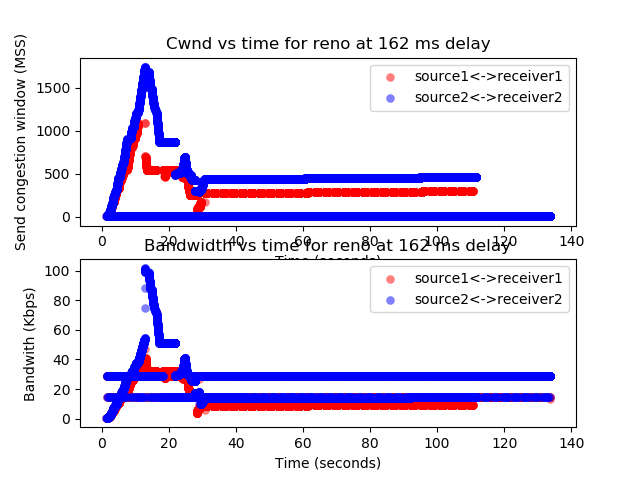 Cwnd vs time for reno at 162 ms delay
Send congestion window (MSS)
1500
1000
500
0
source1<->receiver1
source2<->receiver2
0 20 40 60 80 100 120 140
Time (seconds)
Bandwidth vs time for reno at 162 ms delay
Bandwith (Kbps)
100
80
60
40
20
0
source1<->receiver1
source2<->receiver2
0 20 40 60 80 100 120 140
Time (seconds)